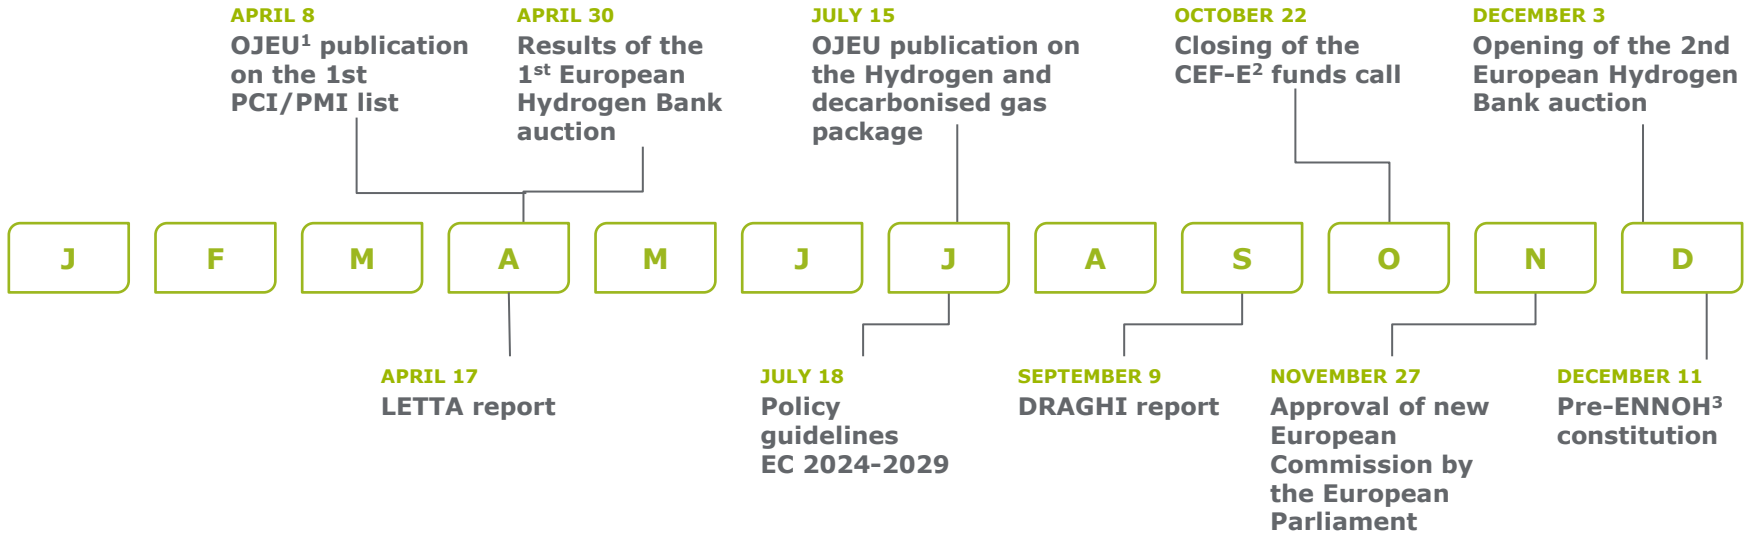 APRIL 8
OJEU¹ publication
on the 1st
PCI/PMI list
APRIL 30
Results of the
1st European
Hydrogen Bank
auction
JULY 15
OJEU publication on
the Hydrogen and
decarbonised gas
package
OCTOBER 22
Closing of the
CEF-E² funds call
DECEMBER 3
Opening of the 2nd
European Hydrogen
Bank auction
J
F
M
A
M
J
J
A
S
O
N
D
APRIL 17
LETTA report
JULY 18
Policy
guidelines
EC 2024-2029
SEPTEMBER 9
DRAGHI report
NOVEMBER 27
Approval of new
European
Commission by
the European
Parliament
DECEMBER 11
Pre-ENNOH³
constitution